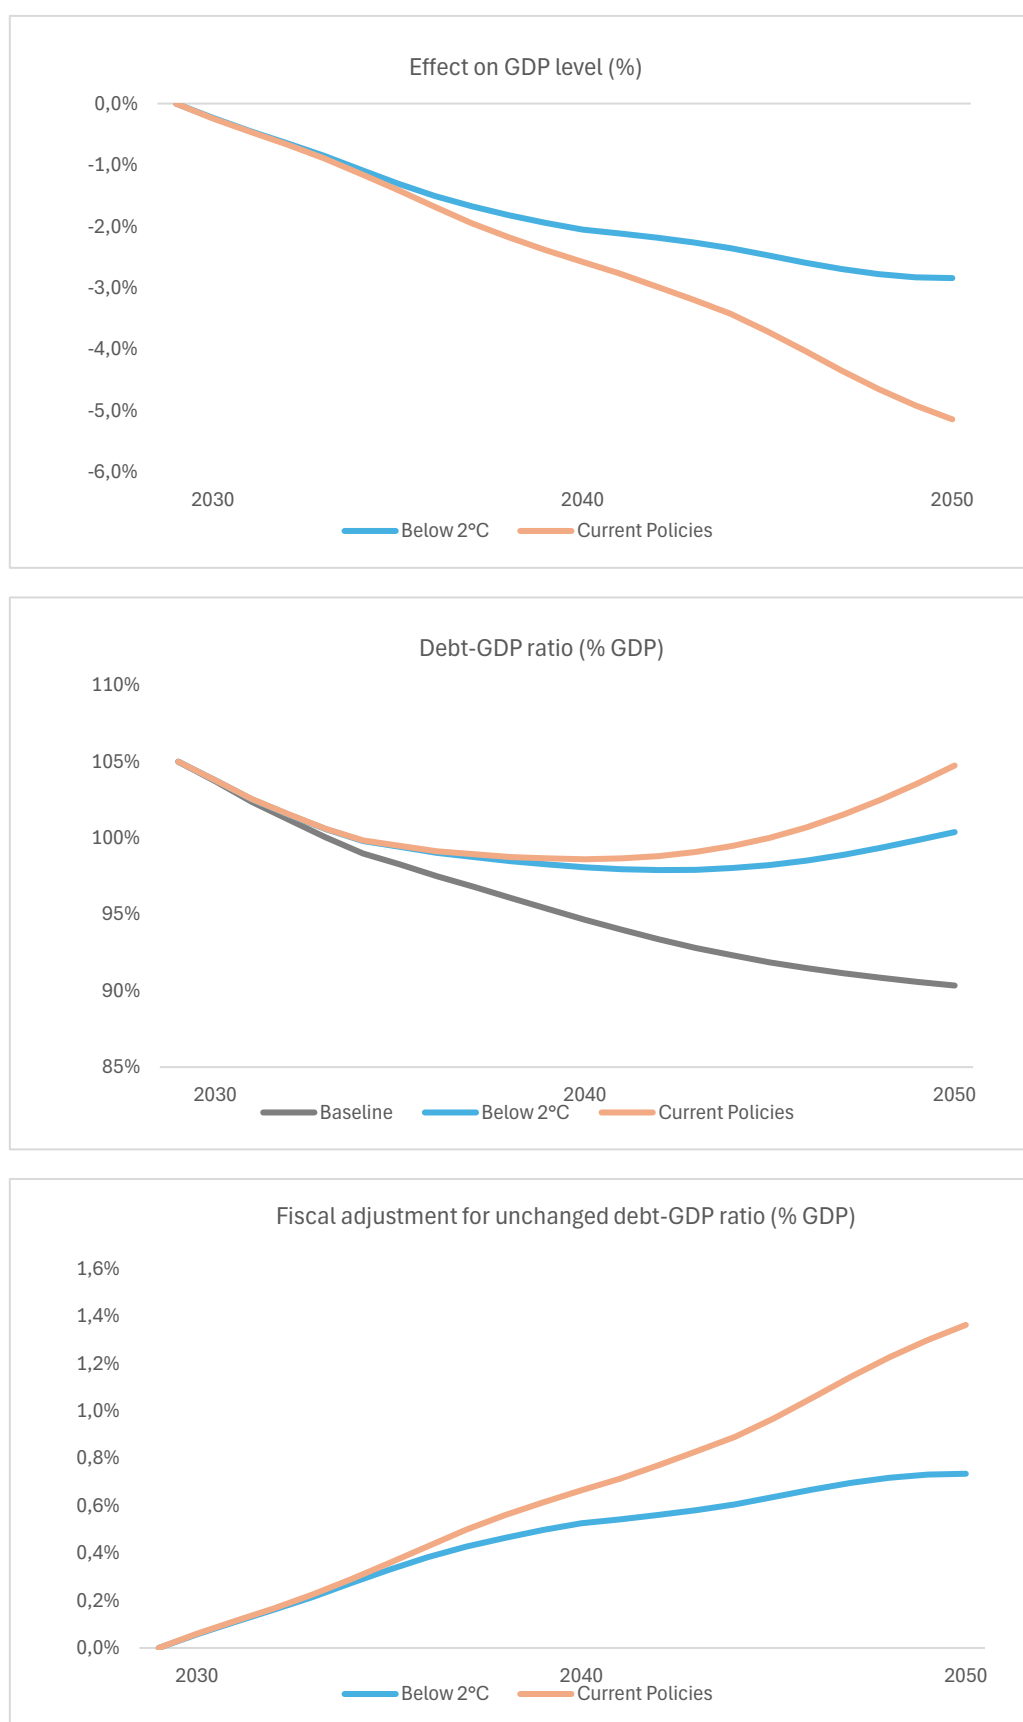 Effect on GDP level (%)
0,0%
-1,0%
-2,0%
-3,0%
-4,0%
-5,0%
-6,0%
2030 2040 2050
Below 2°C Current Policies
Debt-GDP ratio (% GDP)
110%
105%
100%
95%
90%
85%
2030 2040 2050
Baseline Below 2°C Current Policies
Fiscal adjustment for unchanged debt-GDP ratio (% GDP)
1,6%
1,4%
1,2%
1,0%
0,8%
0,6%
0,4%
0,2%
0,0%
2030 2040 2050
Below 2°C Current Policies